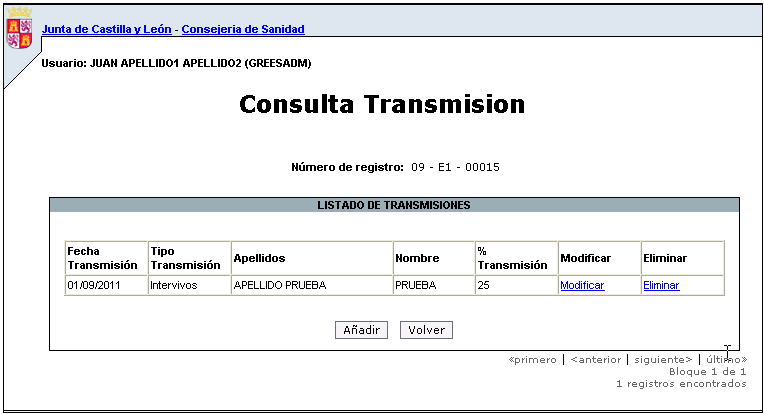 Junta de Castilla y León - Consejeria de Sanidad
Usuario: JUAN APELLIDO1 APELLIDO2 (GREESADM)
Consulta Transmision
Número de registro: 09 - E1 - 00015
LISTADO DE TRANSMISIONES
Fecha Transmisión Tipo Transmisión Apellidos Nombre % Transmisión Modificar Eliminar
01/09/2011 Intervivos APELLIDO PRUEBA PRUEBA 25 Modificar Eliminar
Añadir Volver
«primero | <anterior | siguiente> | último»
Bloque 1 de 1
1 registros encontrados